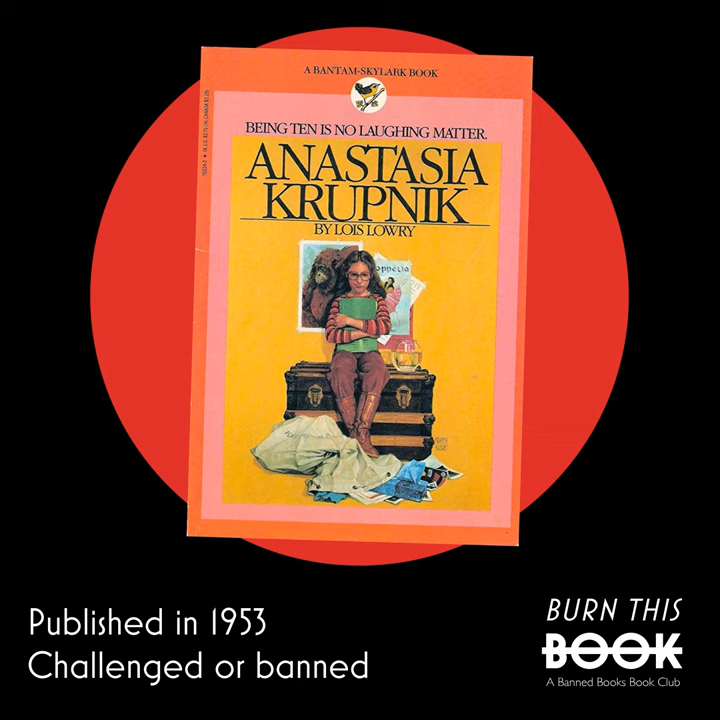 A BANTAM-SKYLARK BOOK
BEING TEN IS NO LAUGHING MATTER.
ANASTASIA
KRUPNIK
BY LOIS LOWRY
oppélia
Published in 1953
Challenged or banned
BURN THIS
BOOK
A Banned Books Book Club